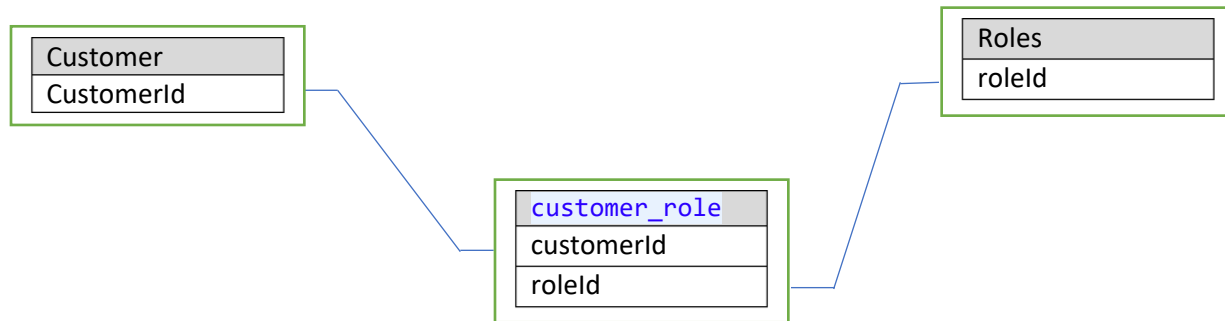 Customer
CustomerId
Roles
roleId
customer_role
customerId
roleId